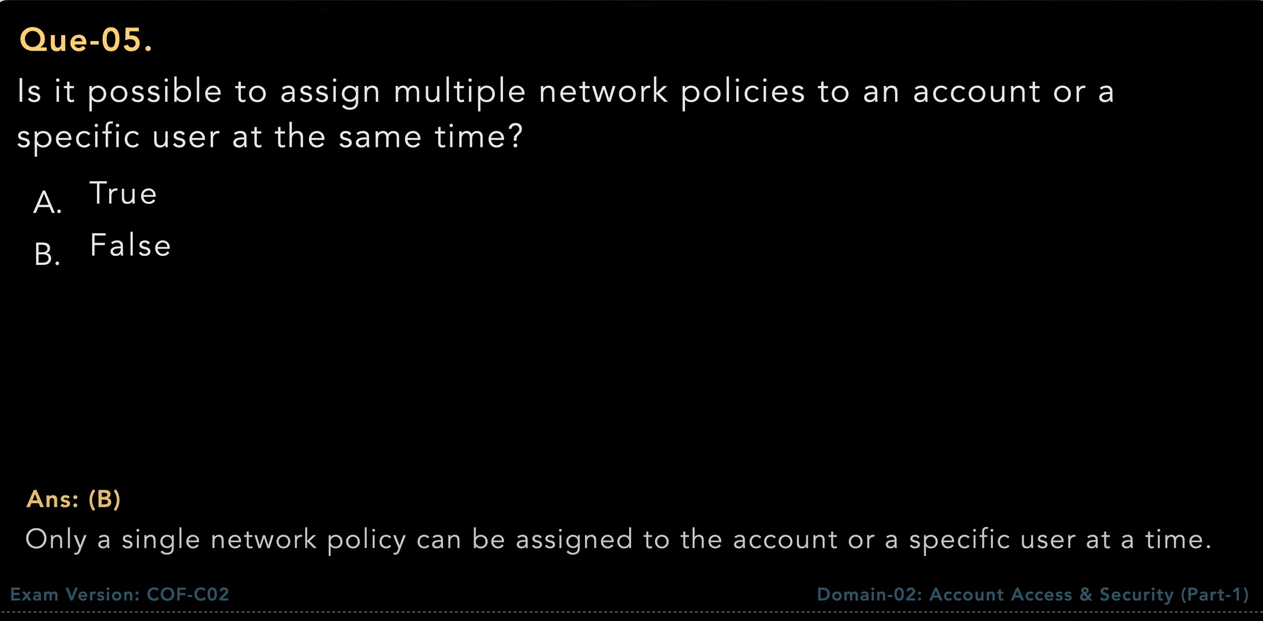 Que-05.
Is it possible to assign multiple network policies to an account or a
specific user at the same time?
A. True
B. False
Ans: (B)
Only a single network policy can be assigned to the account or a specific user at a time.
Exam Version: COF-C02
Domain-02: Account Access & Security (Part-1)